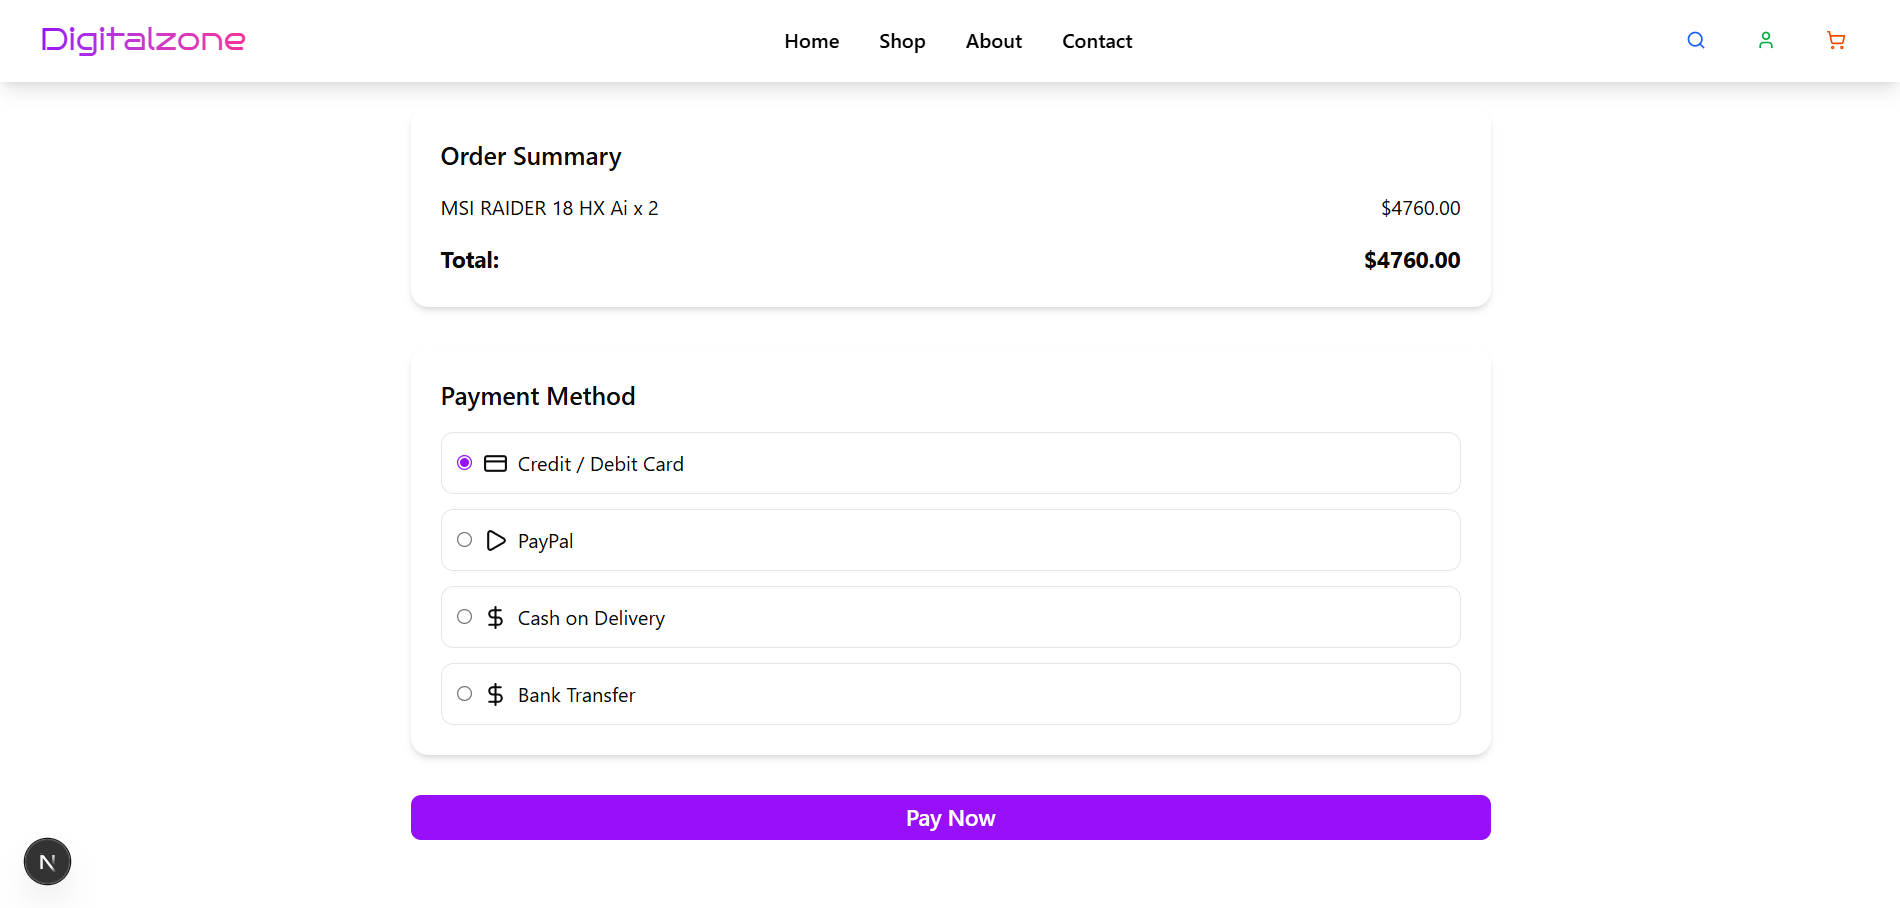 Digitalzone
Home Shop About Contact
Order Summary
MSI RAIDER 18 HX Ai x 2 $4760.00
Total: $4760.00
Payment Method
Credit / Debit Card
PayPal
$ Cash on Delivery
$ Bank Transfer
Pay Now
N